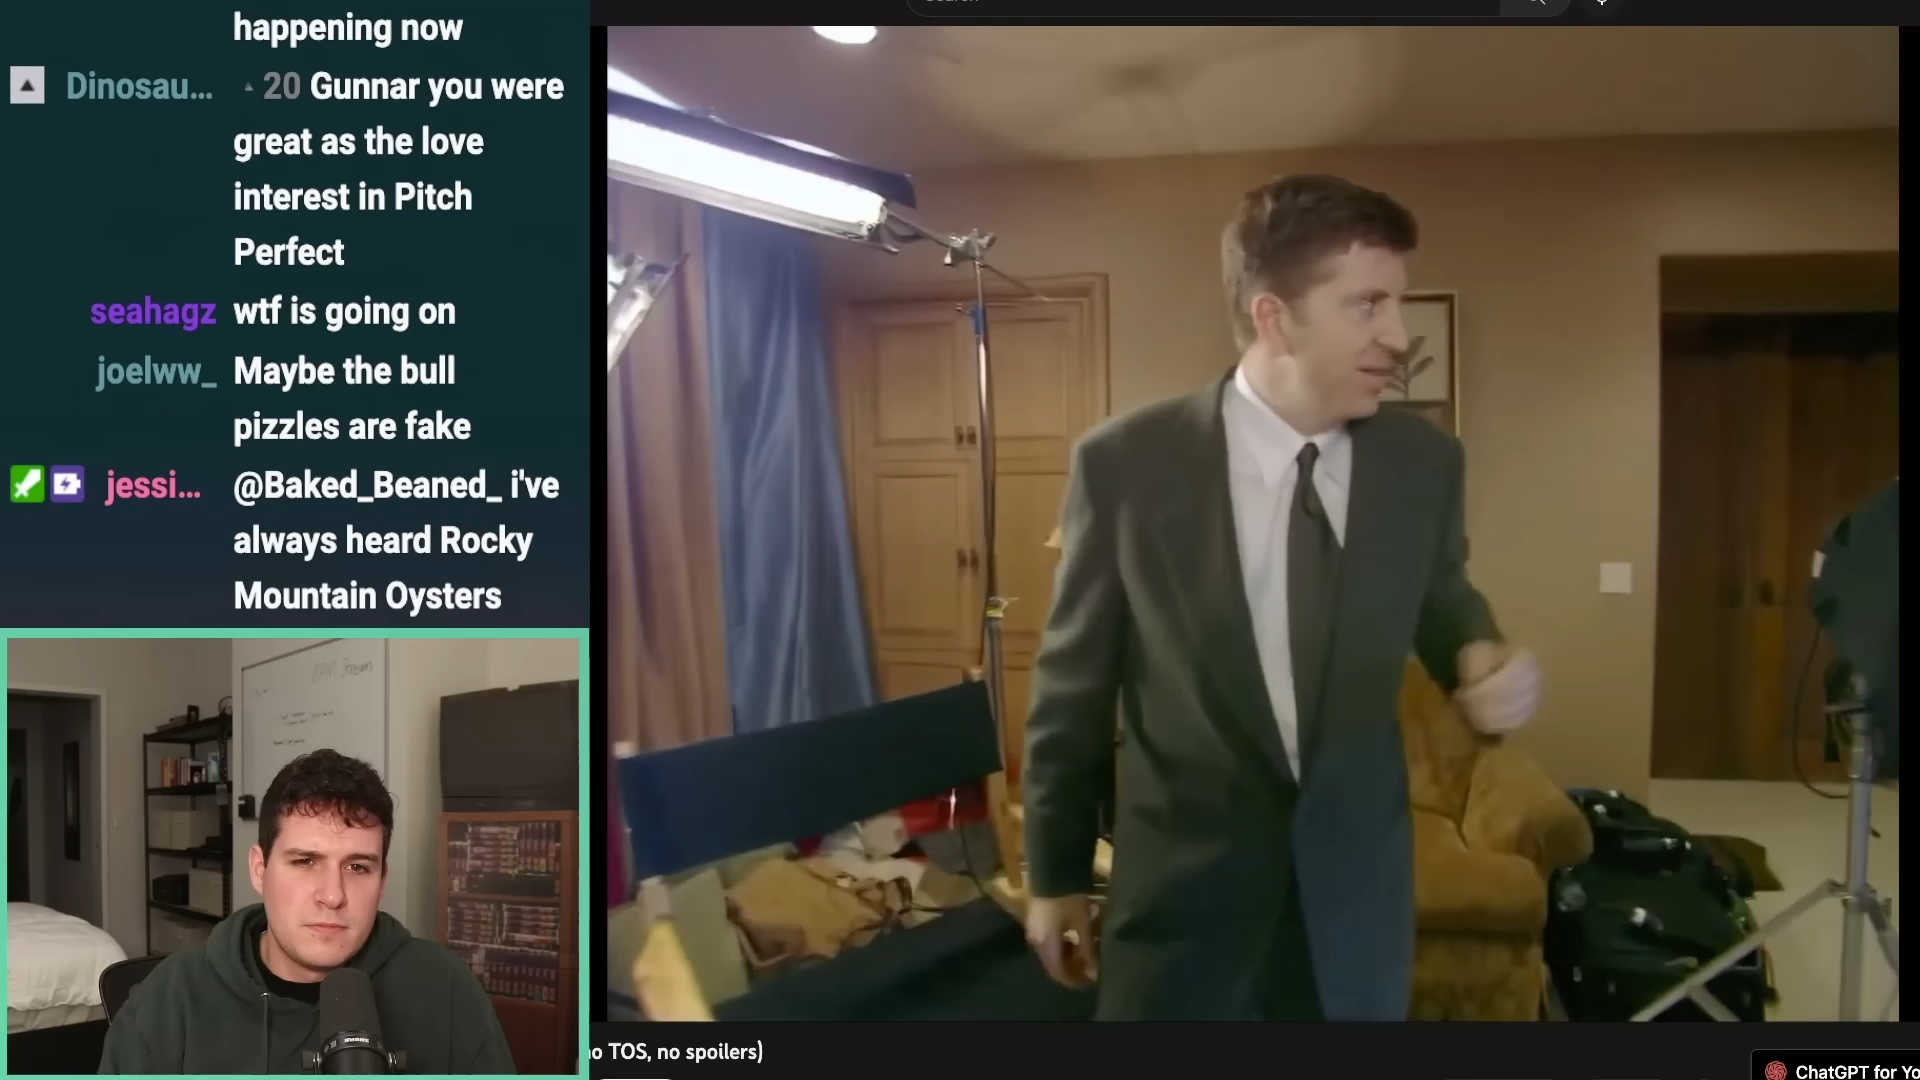 happening now
Dinosau... 20 Gunnar you were
great as the love
interest in Pitch
Perfect
seahagz wtf is going on
joelww_ Maybe the bull
pizzles are fake
jessi... @Baked_Beaned_ i've
always heard Rocky
Mountain Oysters
o TOS, no spoilers)
ChatGPT for Yo